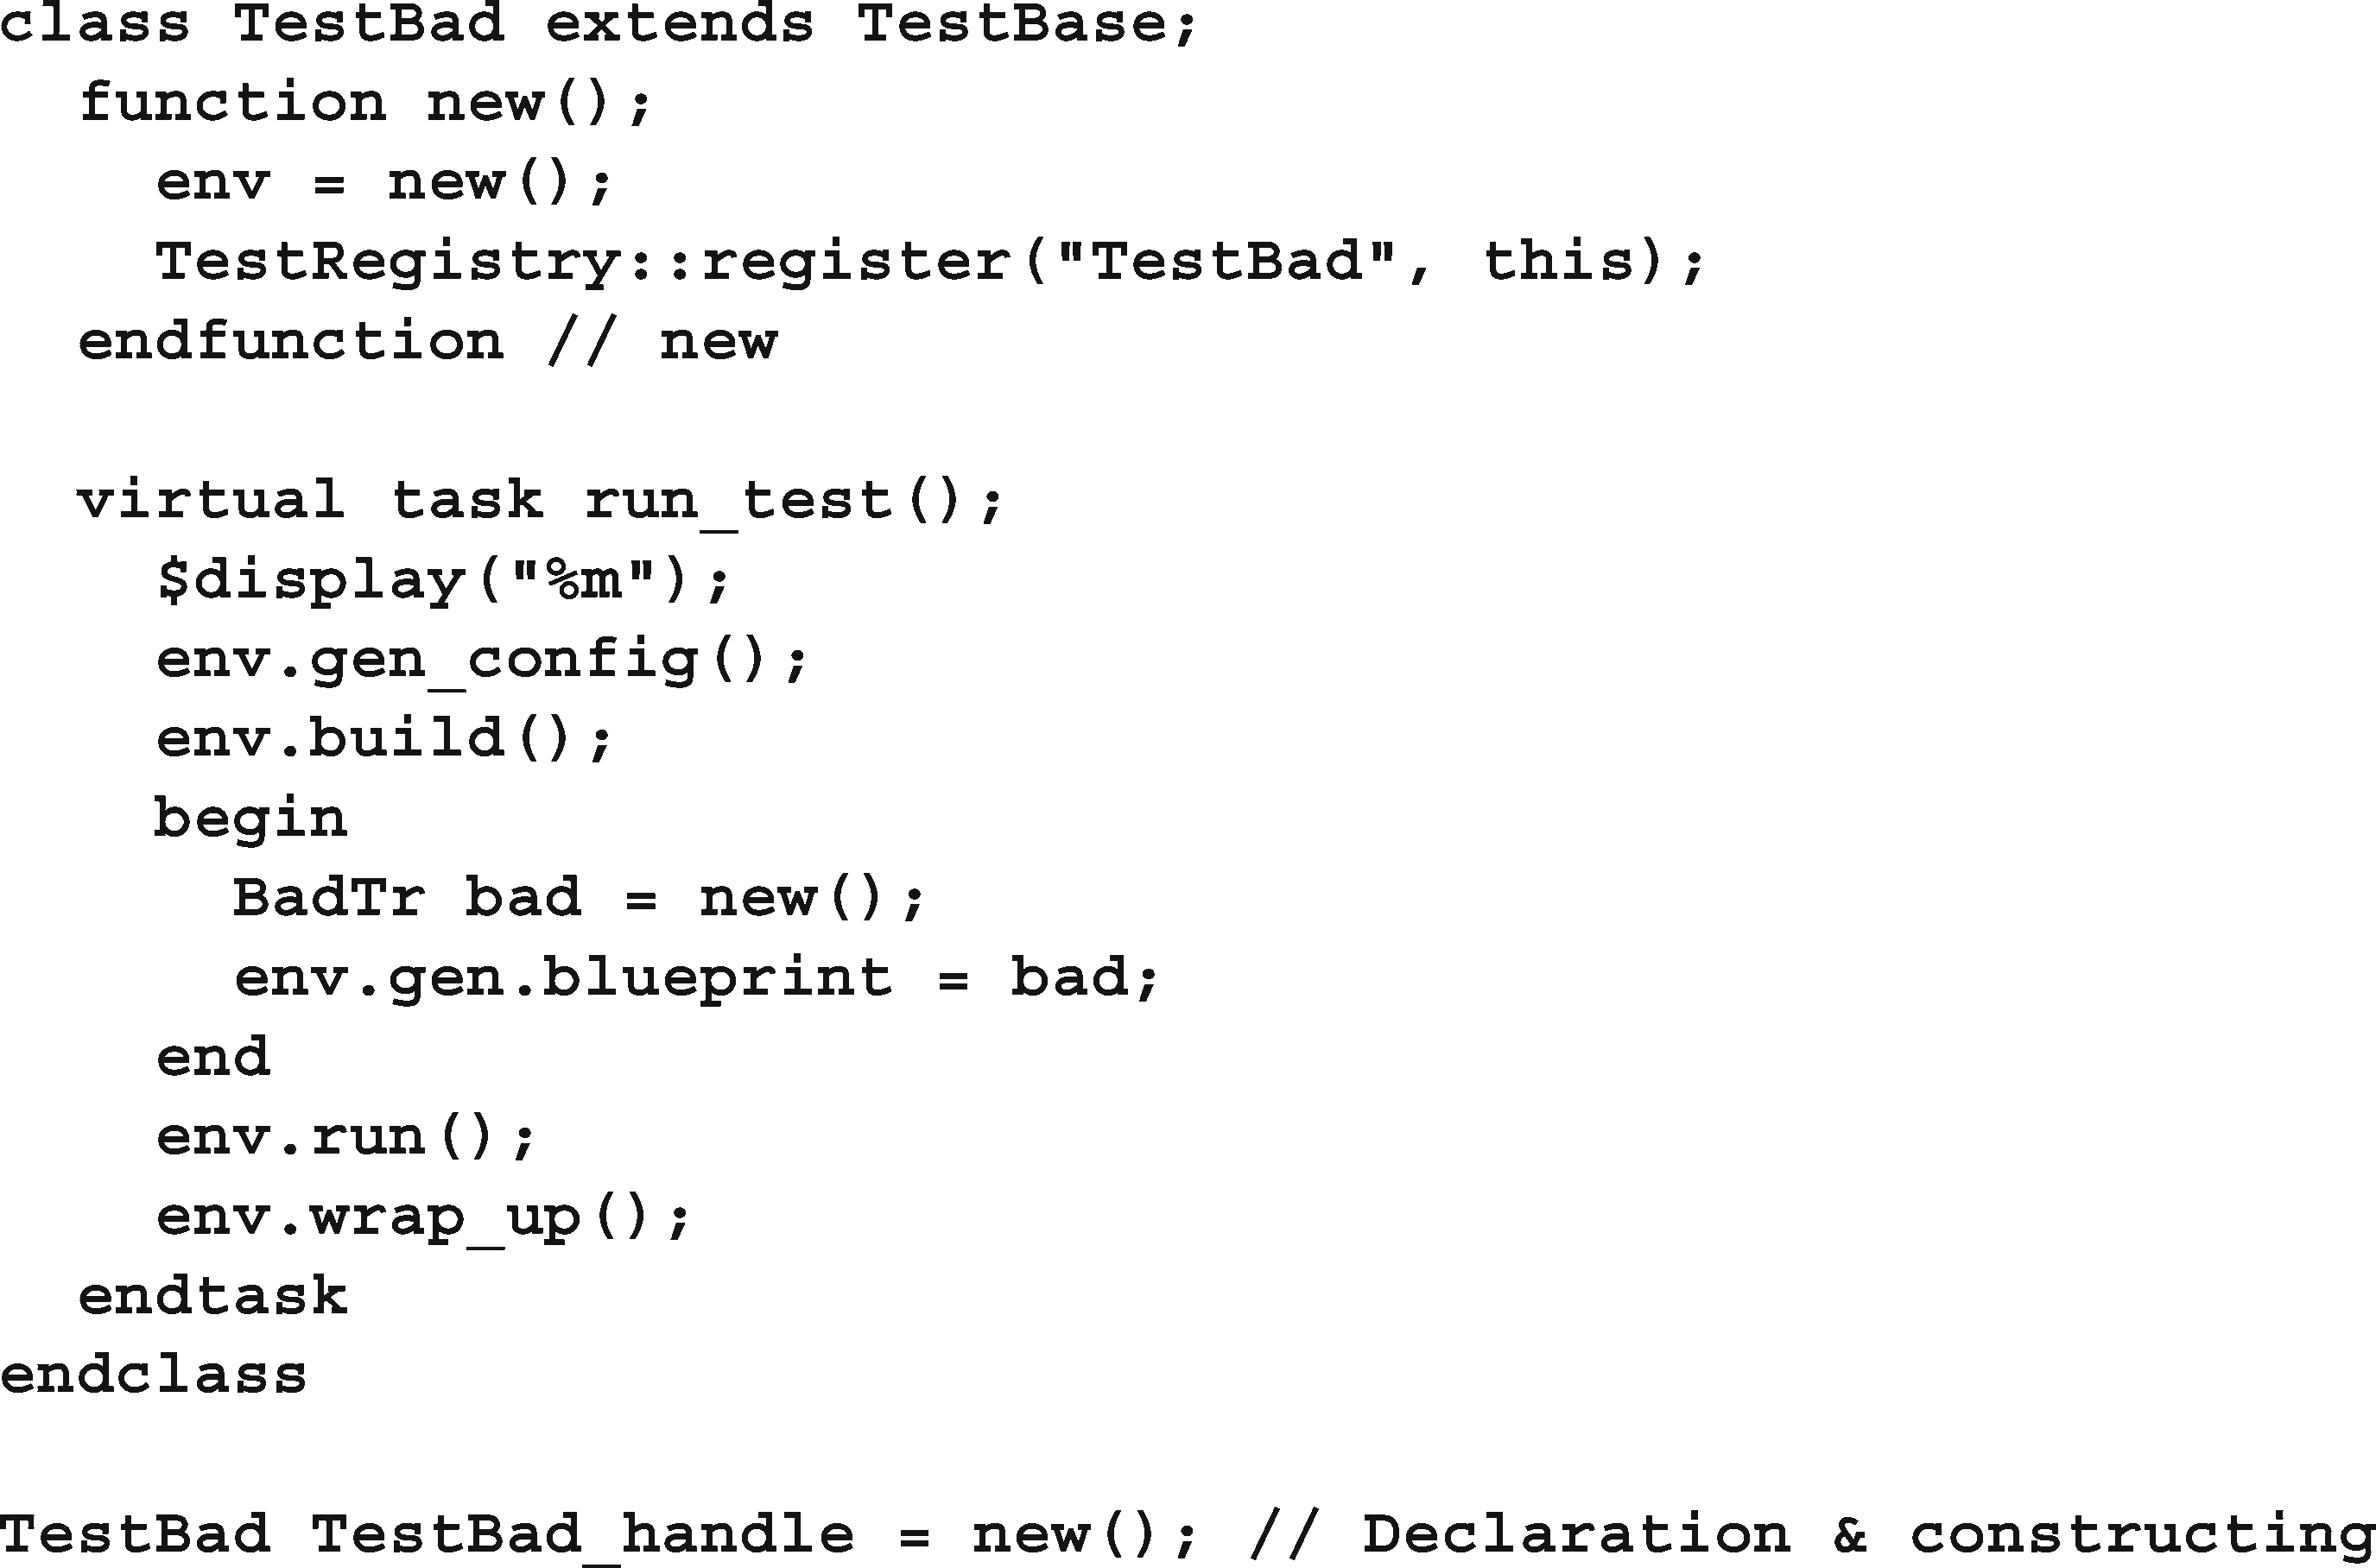 class TestBad extends TestBase;
  function new();
    env = new();
    TestRegistry::register("TestBad", this);
  endfunction // new

  virtual task run_test();
    $display("%m");
    env.gen_config();
    env.build();
    begin
      BadTr bad = new();
      env.gen.blueprint = bad;
    end
    env.run();
    env.wrap_up();
  endtask
endclass

TestBad TestBad_handle = new(); // Declaration & constructing